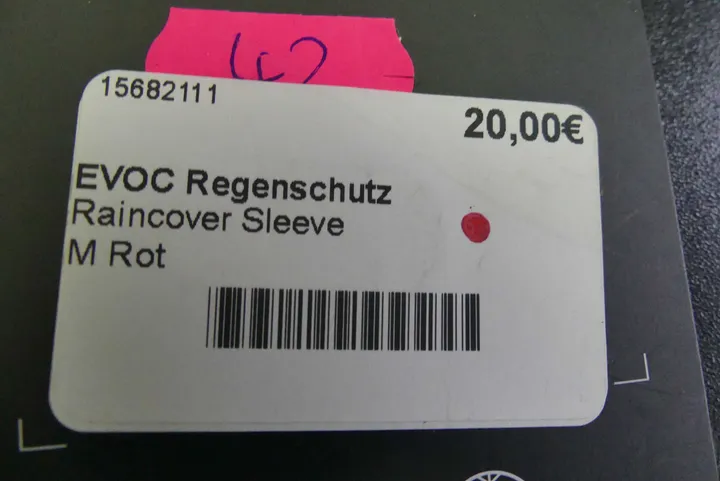 15682111
20,00€
EVOC Regenschutz
Raincover Sleeve
M Rot